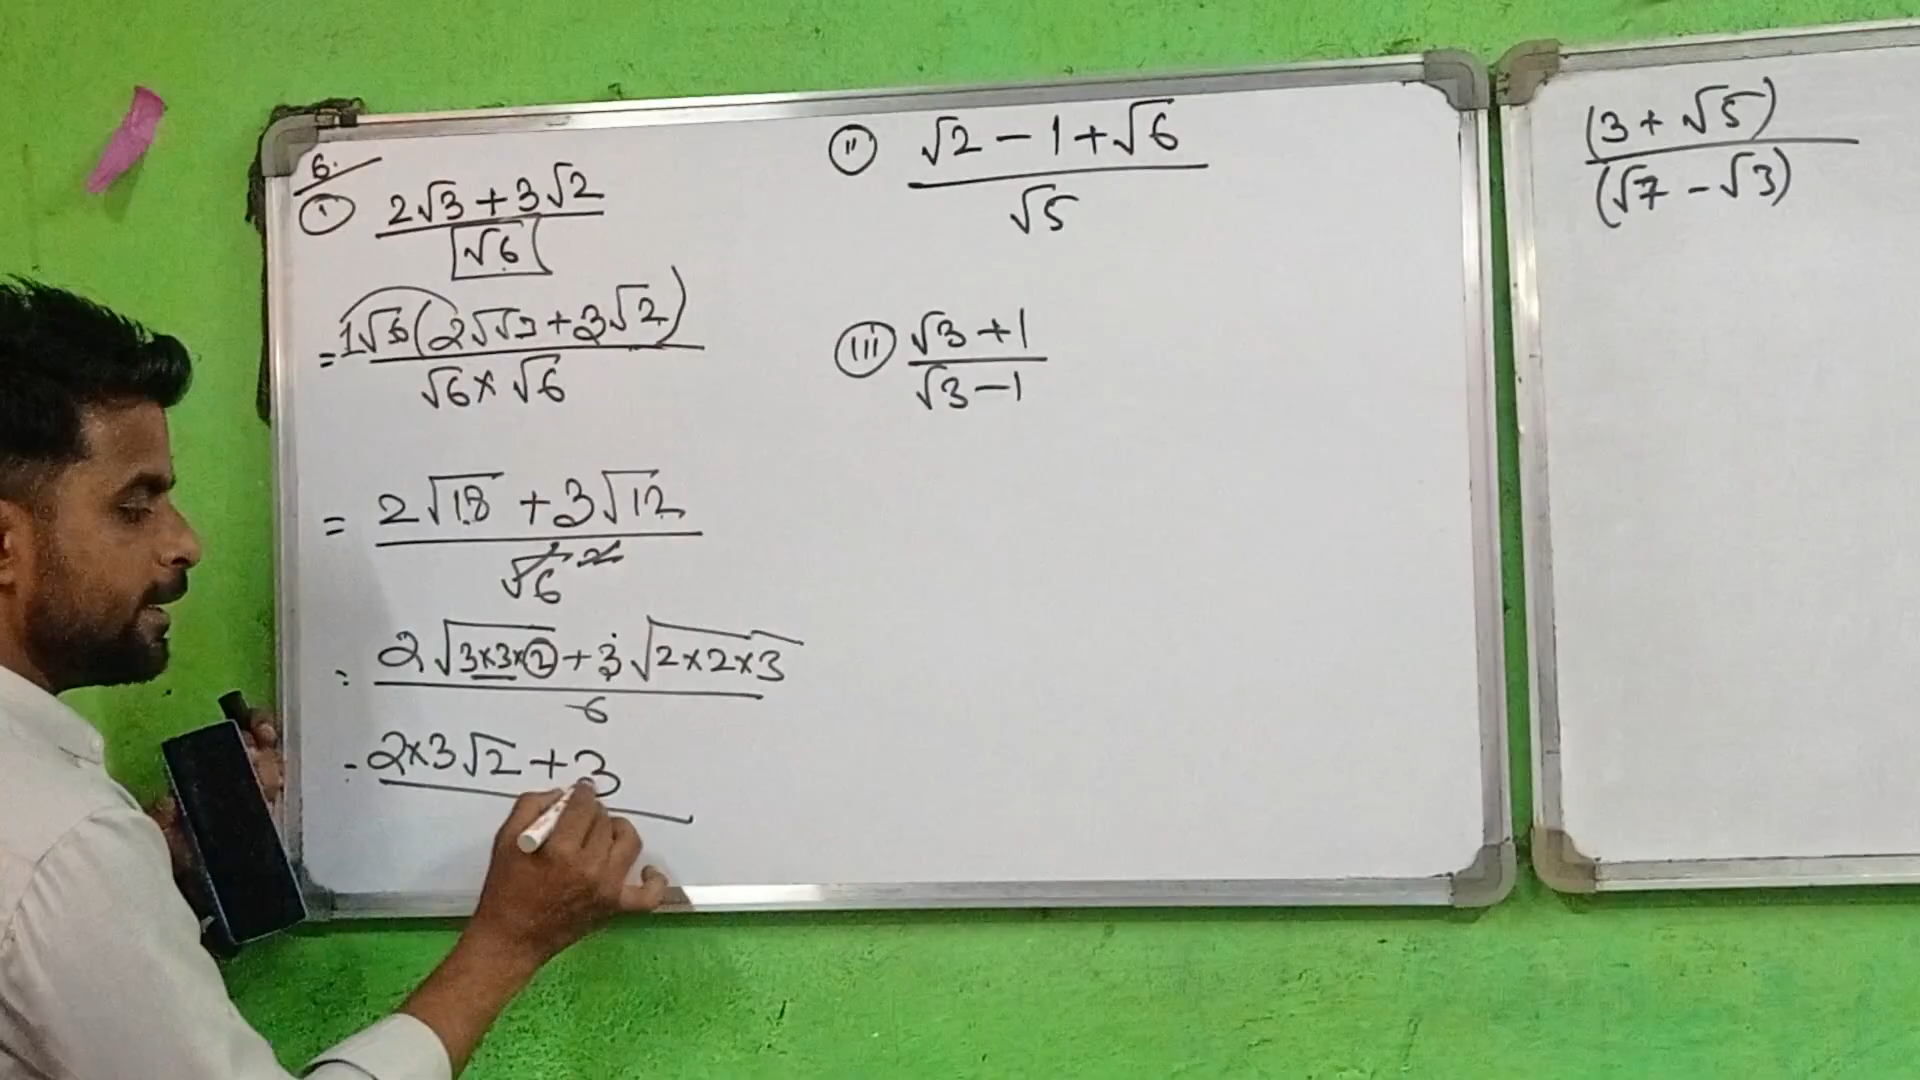 6.
(i) (2√3 + 3√2) / √6
= 1√6(2√√3 + 3√2) / √6 × √6
= (2√18 + 3√12) / √6²
= (2√3×3×2 + 3√2×2×3) / 6
= 2×3√2 + 3
(ii) (√2 − 1 + √6) / √5
(iii) (√3 + 1) / (√3 − 1)
(3 + √5) / (√7 − √3)